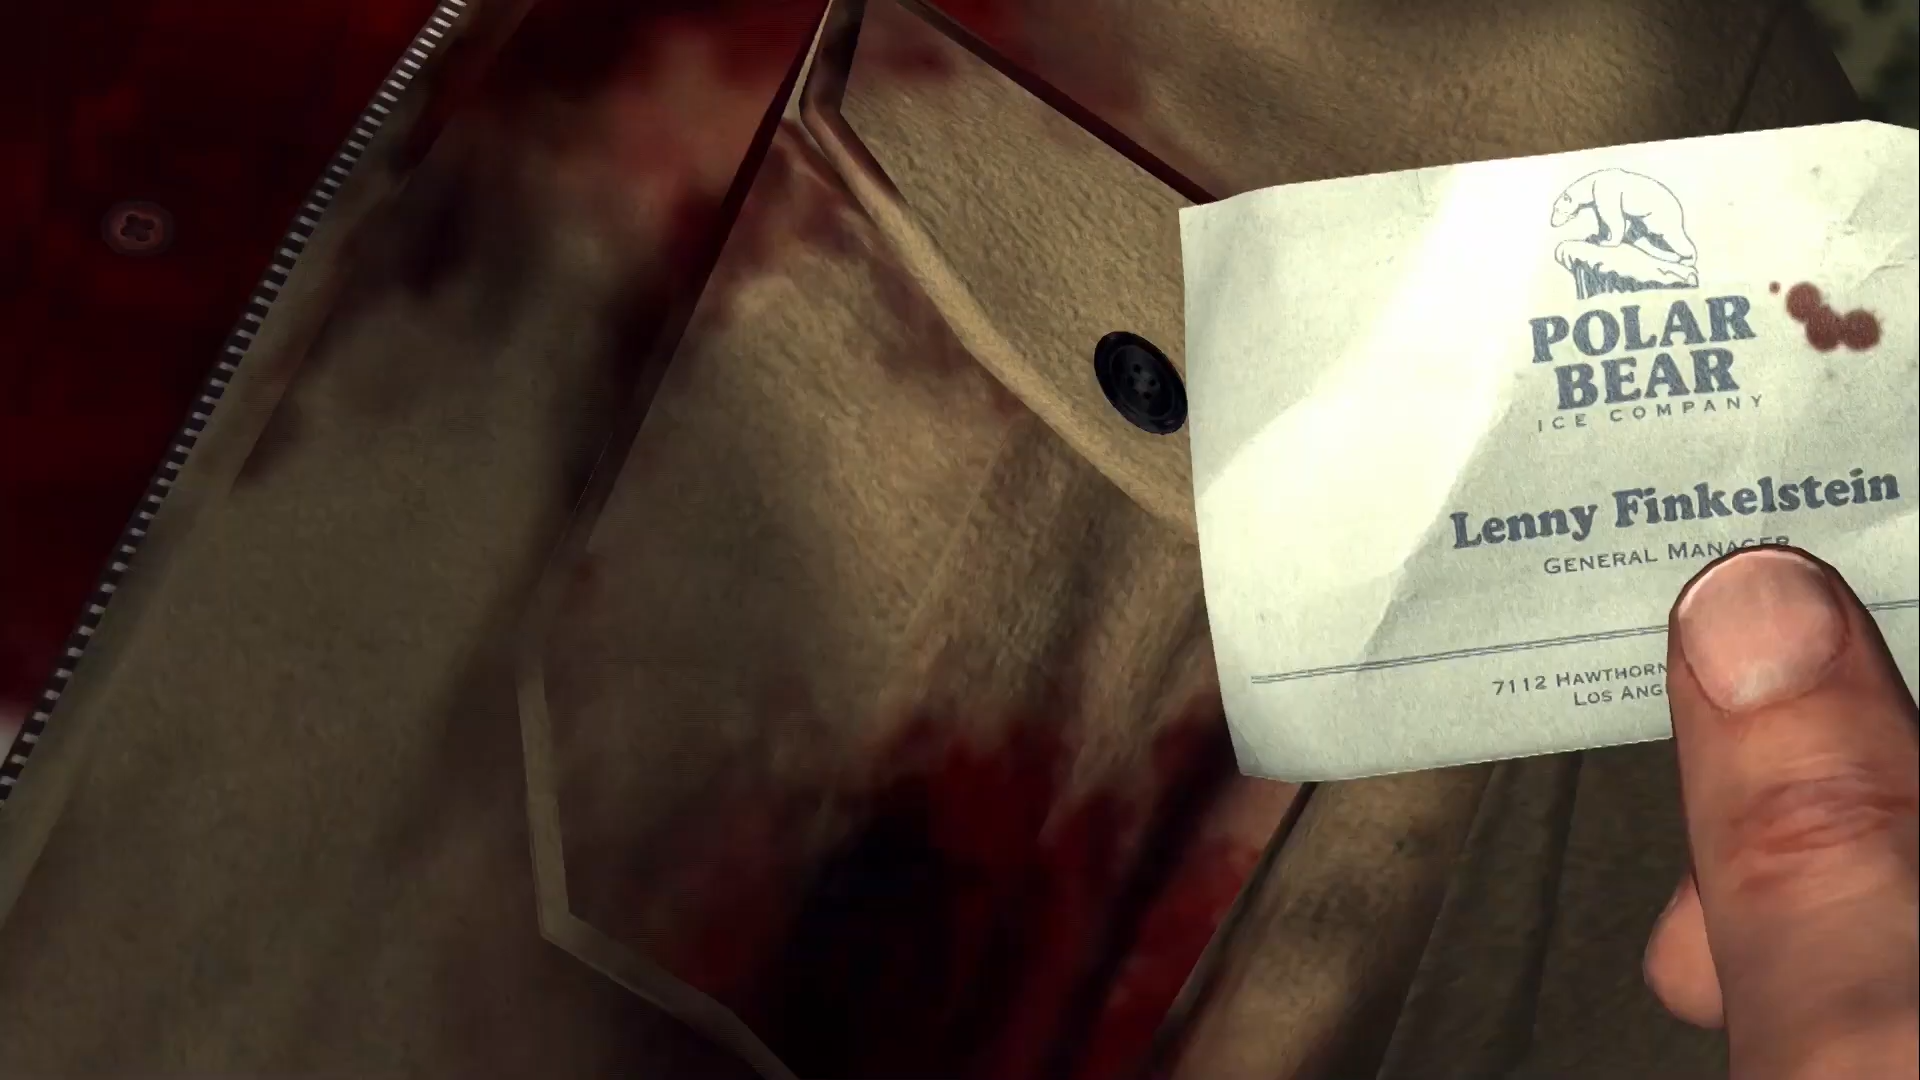 POLAR
BEAR
ICE COMPANY
Lenny Finkelstein
GENERAL MANAGER
7112 HAWTHORN
LOS ANG